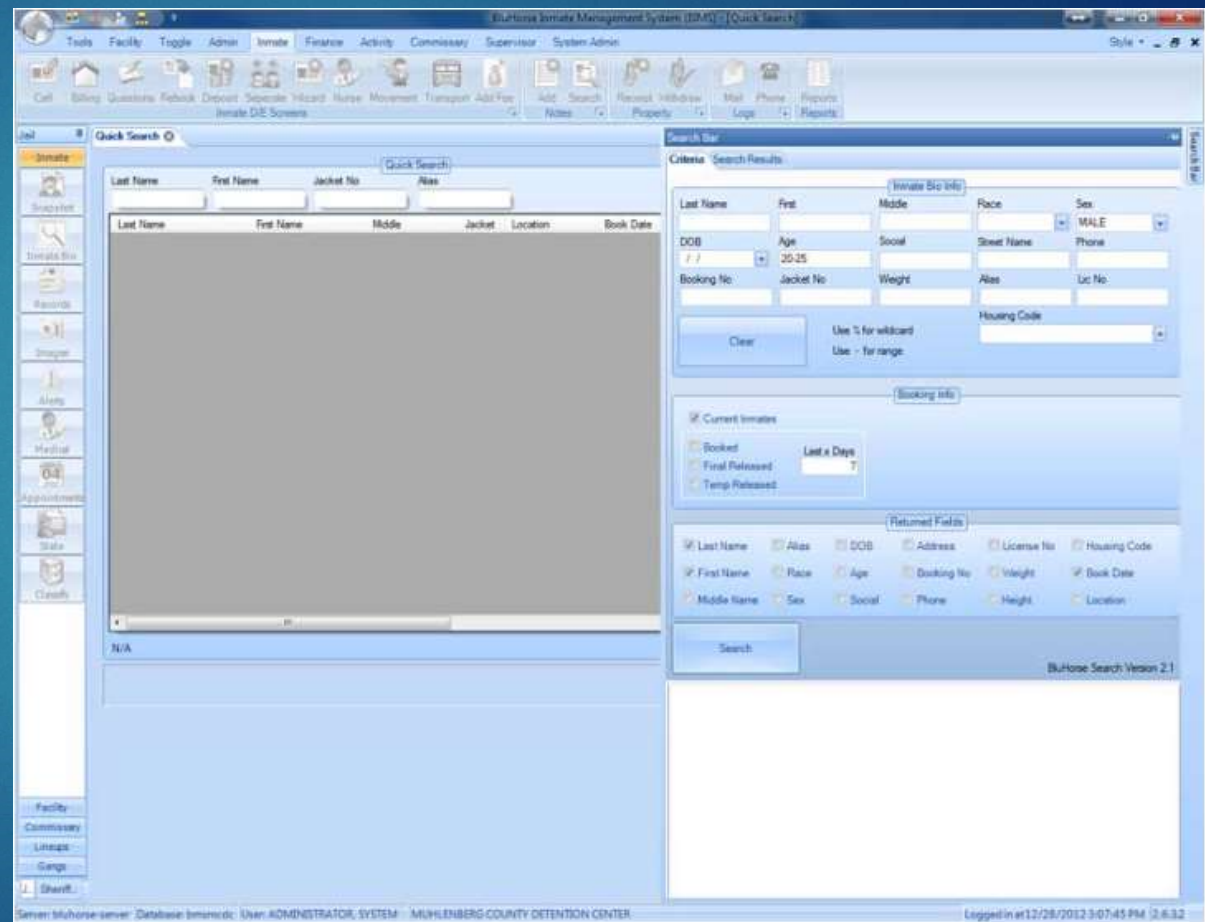 BluHorse Inmate Management System (BIMS) - [Quick Search]
Tools Facility Toggle Admin Inmate Finance Activity Commissary Supervisor System Admin Style
Cell Billing Questions Rebook Deposit Seperate Hazard Nurse Movement Transport Add Fee Add Search Receipt Withdraw Mail Phone Reports
Inmate D/E Screens Notes Property Logs Reports
Jail
Quick Search
Search Bar
Search Bar
Inmate
Snapshot
Inmate Bio
Records
Images
Alerts
Medical
04
Appointments
State
Classify
Facility
Commissary
Lineups
Gangs
J... Sheriff...
Quick Search
Last Name First Name Jacket No Alias
Last Name First Name Middle Jacket Location Book Date
N/A
Criteria Search Results
Inmate Bio Info
Last Name First Middle Race Sex
MALE
DOB Age Social Street Name Phone
/ / 20-25
Booking No Jacket No Weight Alias Lic No
Housing Code
Clear
Use % for wildcard
Use - for range
Booking Info
Current Inmates
Booked
Last x Days
Final Released 7
Temp Released
Returned Fields
Last Name Alias DOB Address License No Housing Code
First Name Race Age Booking No Weight Book Date
Middle Name Sex Social Phone Height Location
Search
BluHorse Search Version 2.1
Server: bluhorse-server Database: bmsmcdc User: ADMINISTRATOR, SYSTEM MUHLENBERG COUNTY DETENTION CENTER Logged in at 12/28/2012 3:07:45 PM 2.6.3.2